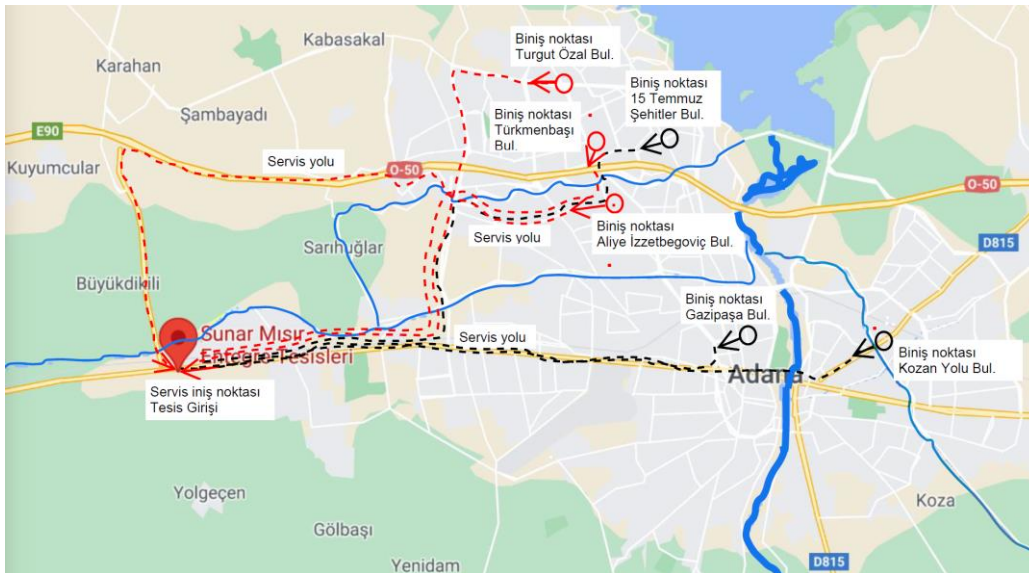 Biniş noktası
Turgut Özal Bul.
Kabasakal
Karahan
Biniş noktası
15 Temmuz
Şehitler Bul.
Şambayadı
Biniş noktası
Türkmenbaşı
Bul.
E90
Servis yolu
O-50
Kuyumcular
O-50
Biniş noktası
Aliye İzzetbegoviç Bul.
Servis yolu
D815
Sarıhuğlar
Büyükdikili
Biniş noktası
Gazipaşa Bul.
Sunar Mısır
Entegre Tesisleri
Servis yolu
Biniş noktası
Kozan Yolu Bul.
Adana
Servis iniş noktası
Tesis Girişi
Yolgeçen
Koza
Gölbaşı
Yenidam
D815